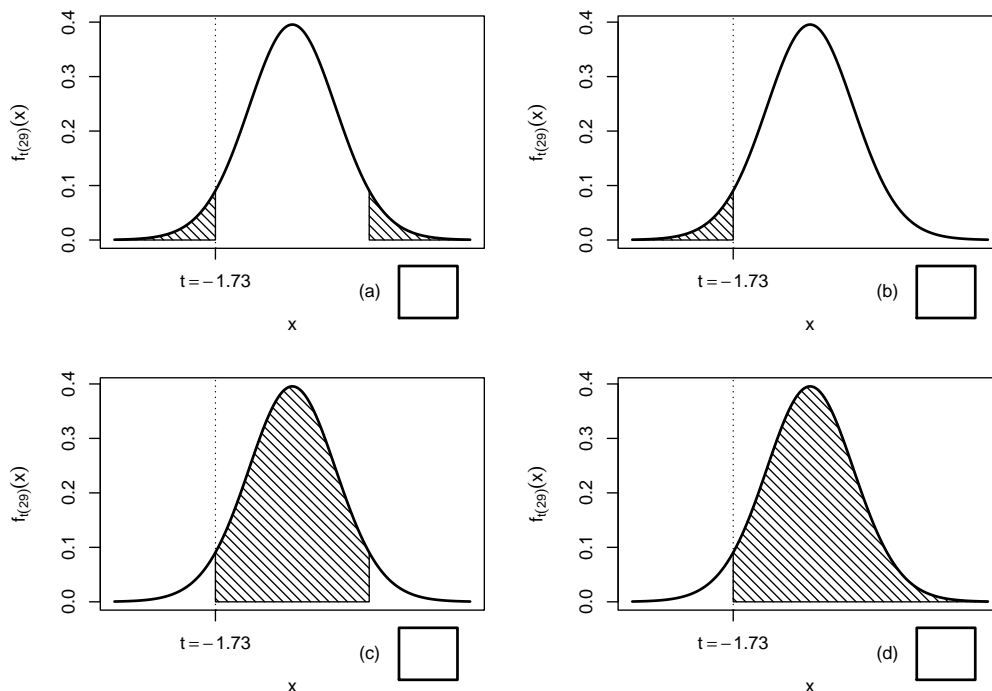 0.0 0.1 0.2 0.3 0.4
f_{t(29)}(x)
t = −1.73
(a)
x
0.0 0.1 0.2 0.3 0.4
f_{t(29)}(x)
t = −1.73
(b)
x
0.0 0.1 0.2 0.3 0.4
f_{t(29)}(x)
t = −1.73
(c)
x
0.0 0.1 0.2 0.3 0.4
f_{t(29)}(x)
t = −1.73
(d)
x